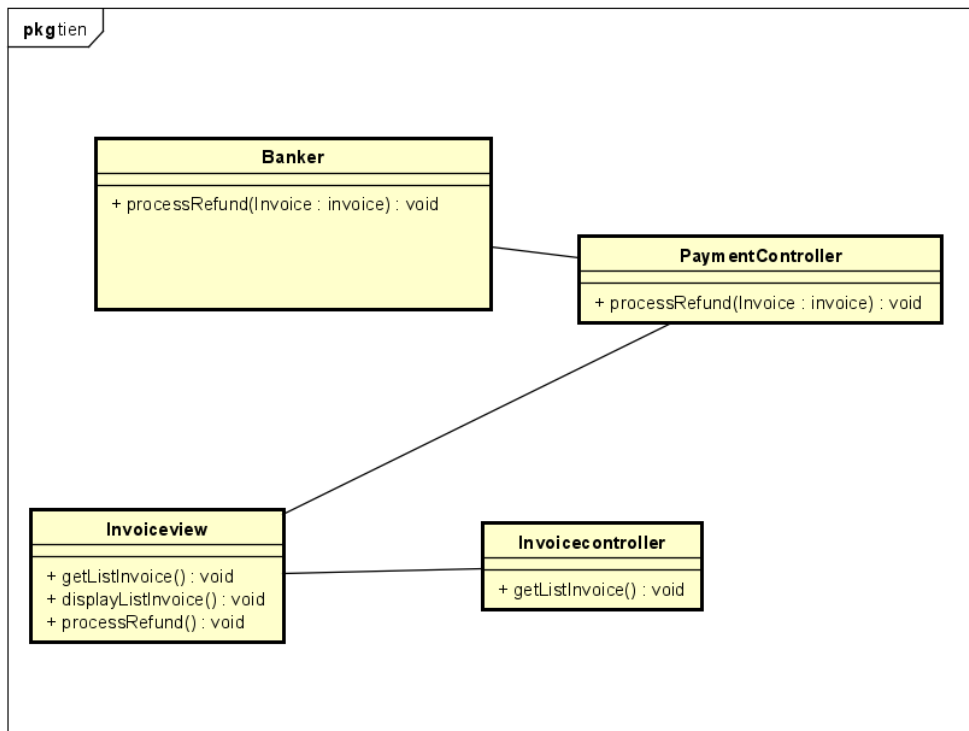 pkg tien
Banker
+ processRefund(Invoice : invoice) : void
PaymentController
+ processRefund(Invoice : invoice) : void
Invoiceview
+ getListInvoice() : void
+ displayListInvoice() : void
+ processRefund() : void
Invoicecontroller
+ getListInvoice() : void